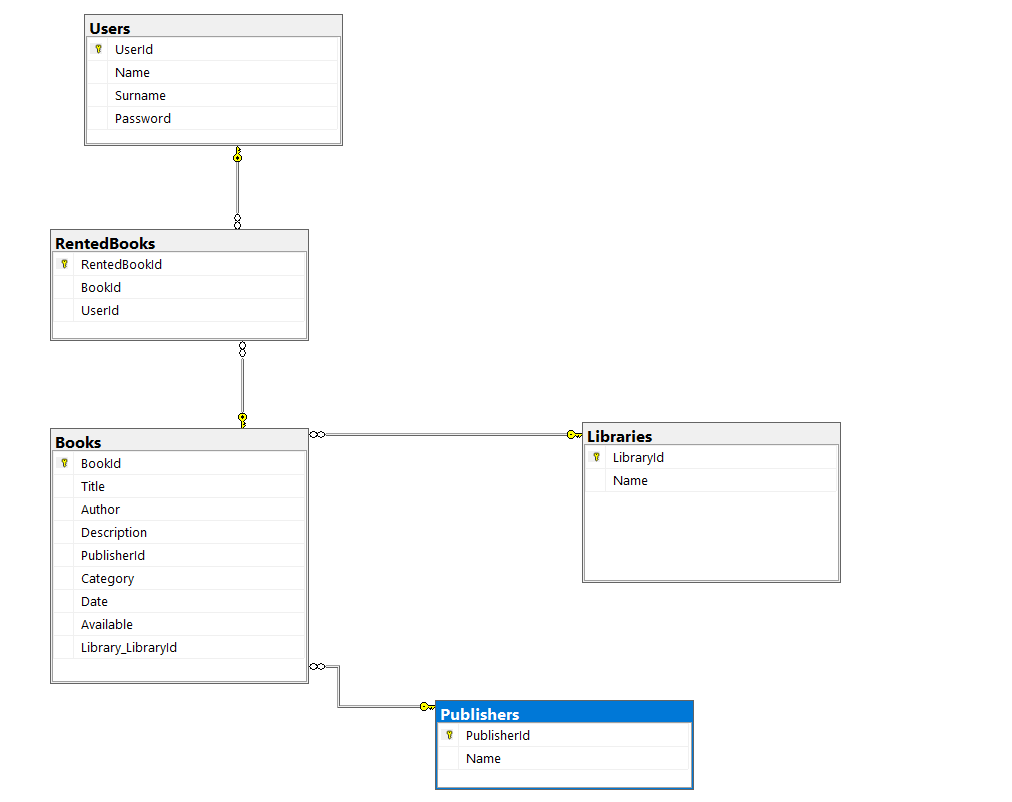 Users
UserId
Name
Surname
Password
RentedBooks
RentedBookId
BookId
UserId
Books
BookId
Title
Author
Description
PublisherId
Category
Date
Available
Library_LibraryId
Libraries
LibraryId
Name
Publishers
PublisherId
Name